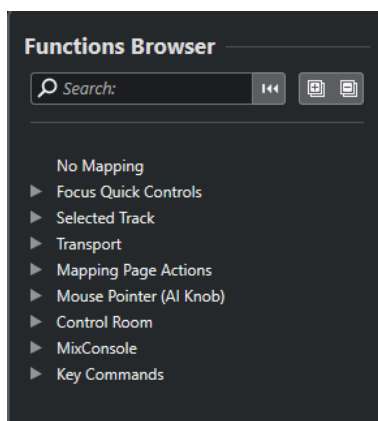 Functions Browser
Search:
No Mapping
Focus Quick Controls
Selected Track
Transport
Mapping Page Actions
Mouse Pointer (AI Knob)
Control Room
MixConsole
Key Commands